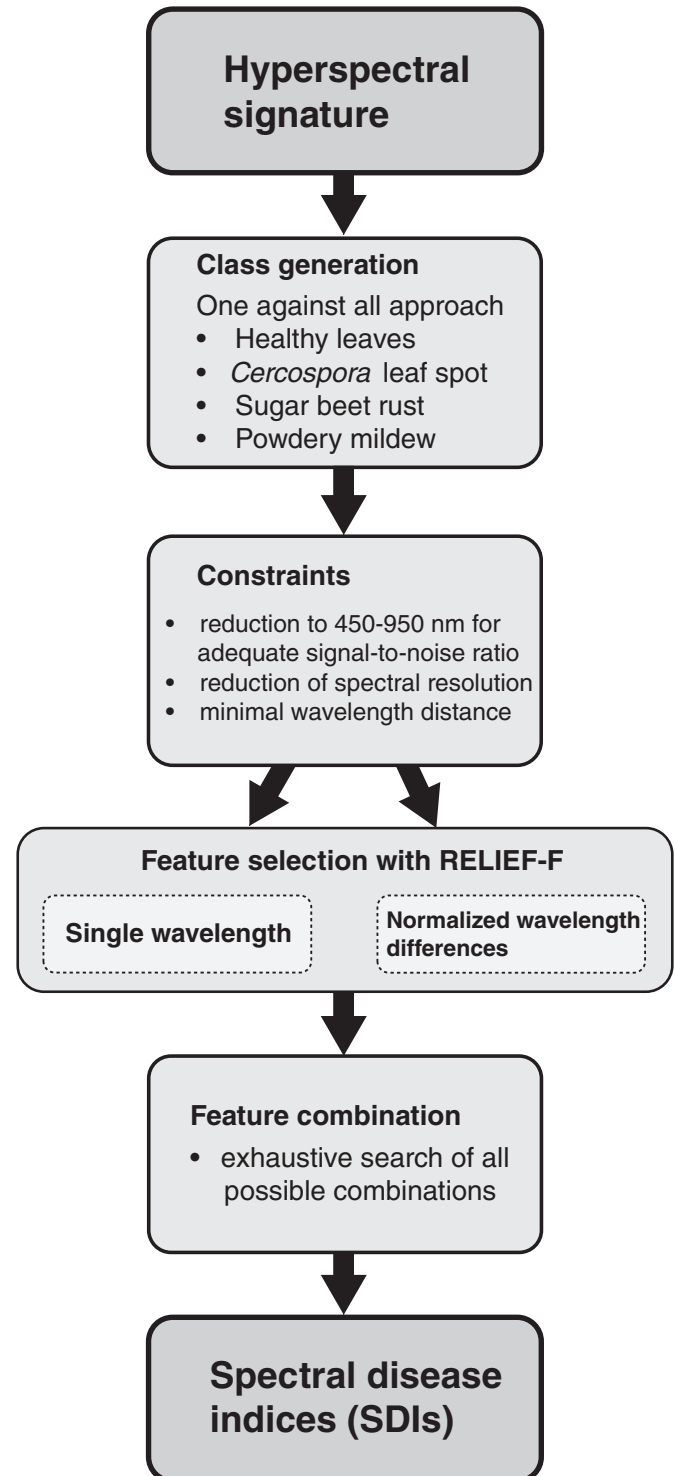 Hyperspectral
signature
Class generation
One against all approach
• Healthy leaves
• Cercospora leaf spot
• Sugar beet rust
• Powdery mildew
Constraints
• reduction to 450-950 nm for
adequate signal-to-noise ratio
• reduction of spectral resolution
• minimal wavelength distance
Feature selection with RELIEF-F
Single wavelength
Normalized wavelength
differences
Feature combination
• exhaustive search of all
possible combinations
Spectral disease
indices (SDIs)